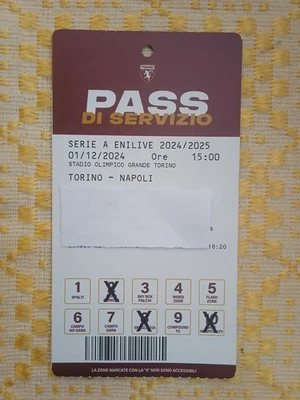 TORINO
PASS
DI SERVIZIO
SERIE A ENILIVE 2024/2025
01/12/2024 Ore 15:00
STADIO OLIMPICO GRANDE TORINO
TORINO - NAPOLI
16:20
1 3 4 5
SPALTI SKY BOX PALCHI MIXED ZONE FLASH ZONE
6 7 8 9 10
CAMPO NO GARA CAMPO GARA COMPOUND TV
LA ZONE MARCATE CON LA "X" NON SONO ACCESSIBILI